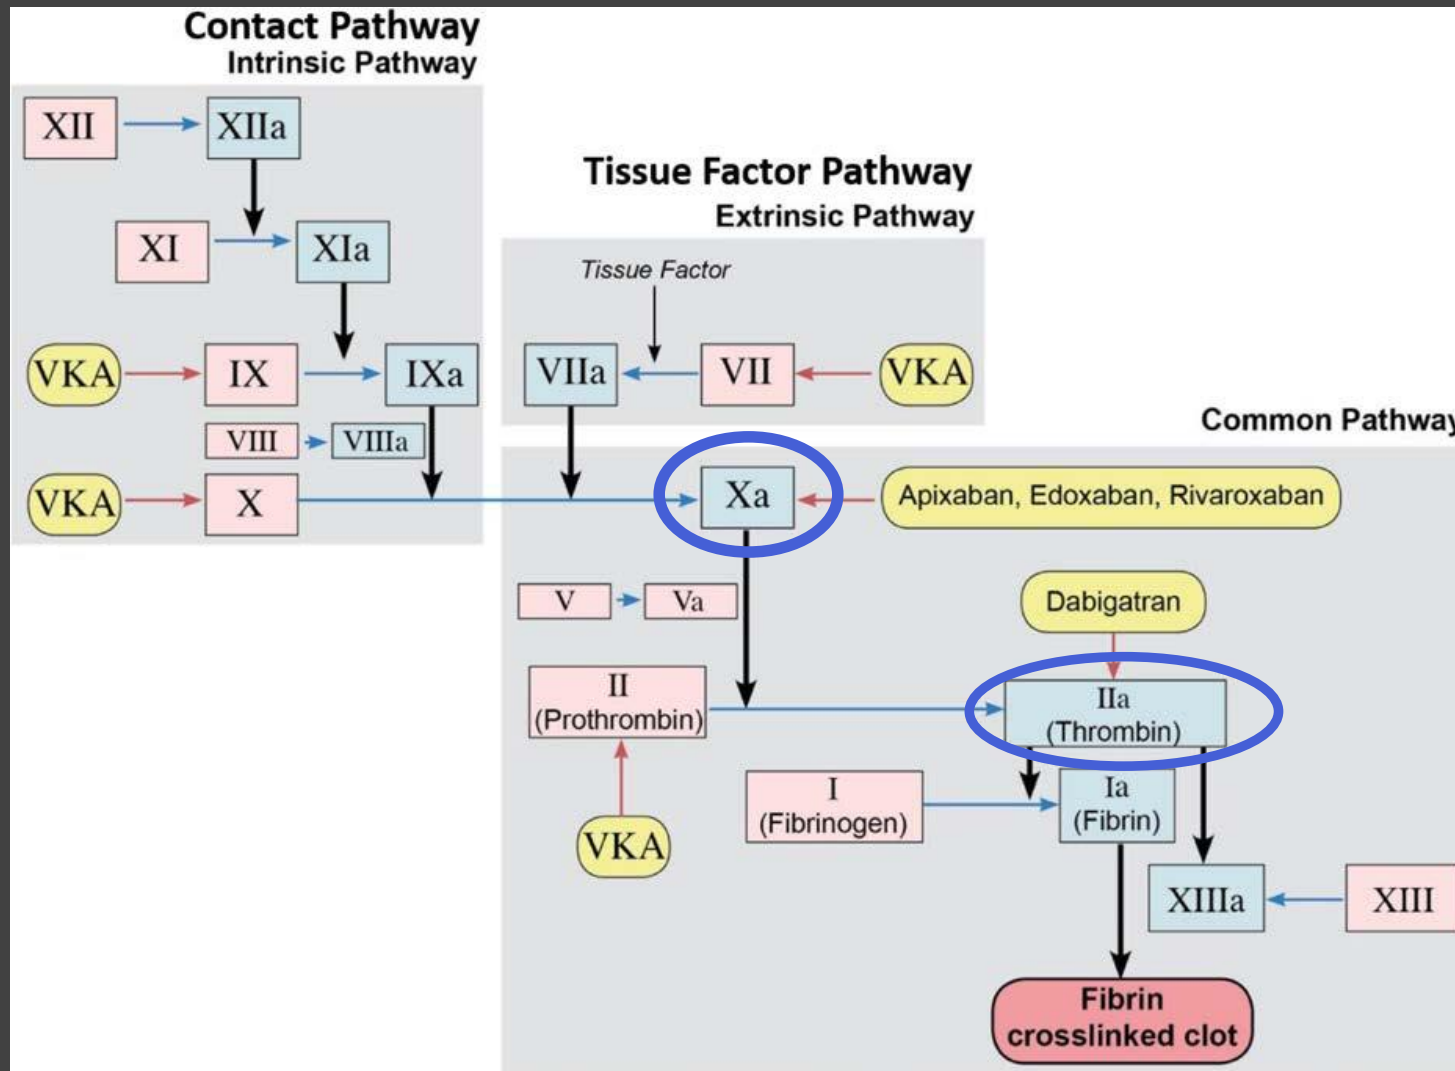 Contact Pathway
Intrinsic Pathway
XII
XIIa
XI
XIa
VKA
IX
IXa
VIII
VIIIa
VKA
X
Tissue Factor Pathway
Extrinsic Pathway
Tissue Factor
VIIa
VII
VKA
Common Pathway
Xa
Apixaban, Edoxaban, Rivaroxaban
V
Va
Dabigatran
II
(Prothrombin)
IIa
(Thrombin)
VKA
I
(Fibrinogen)
Ia
(Fibrin)
XIIIa
XIII
Fibrin
crosslinked clot